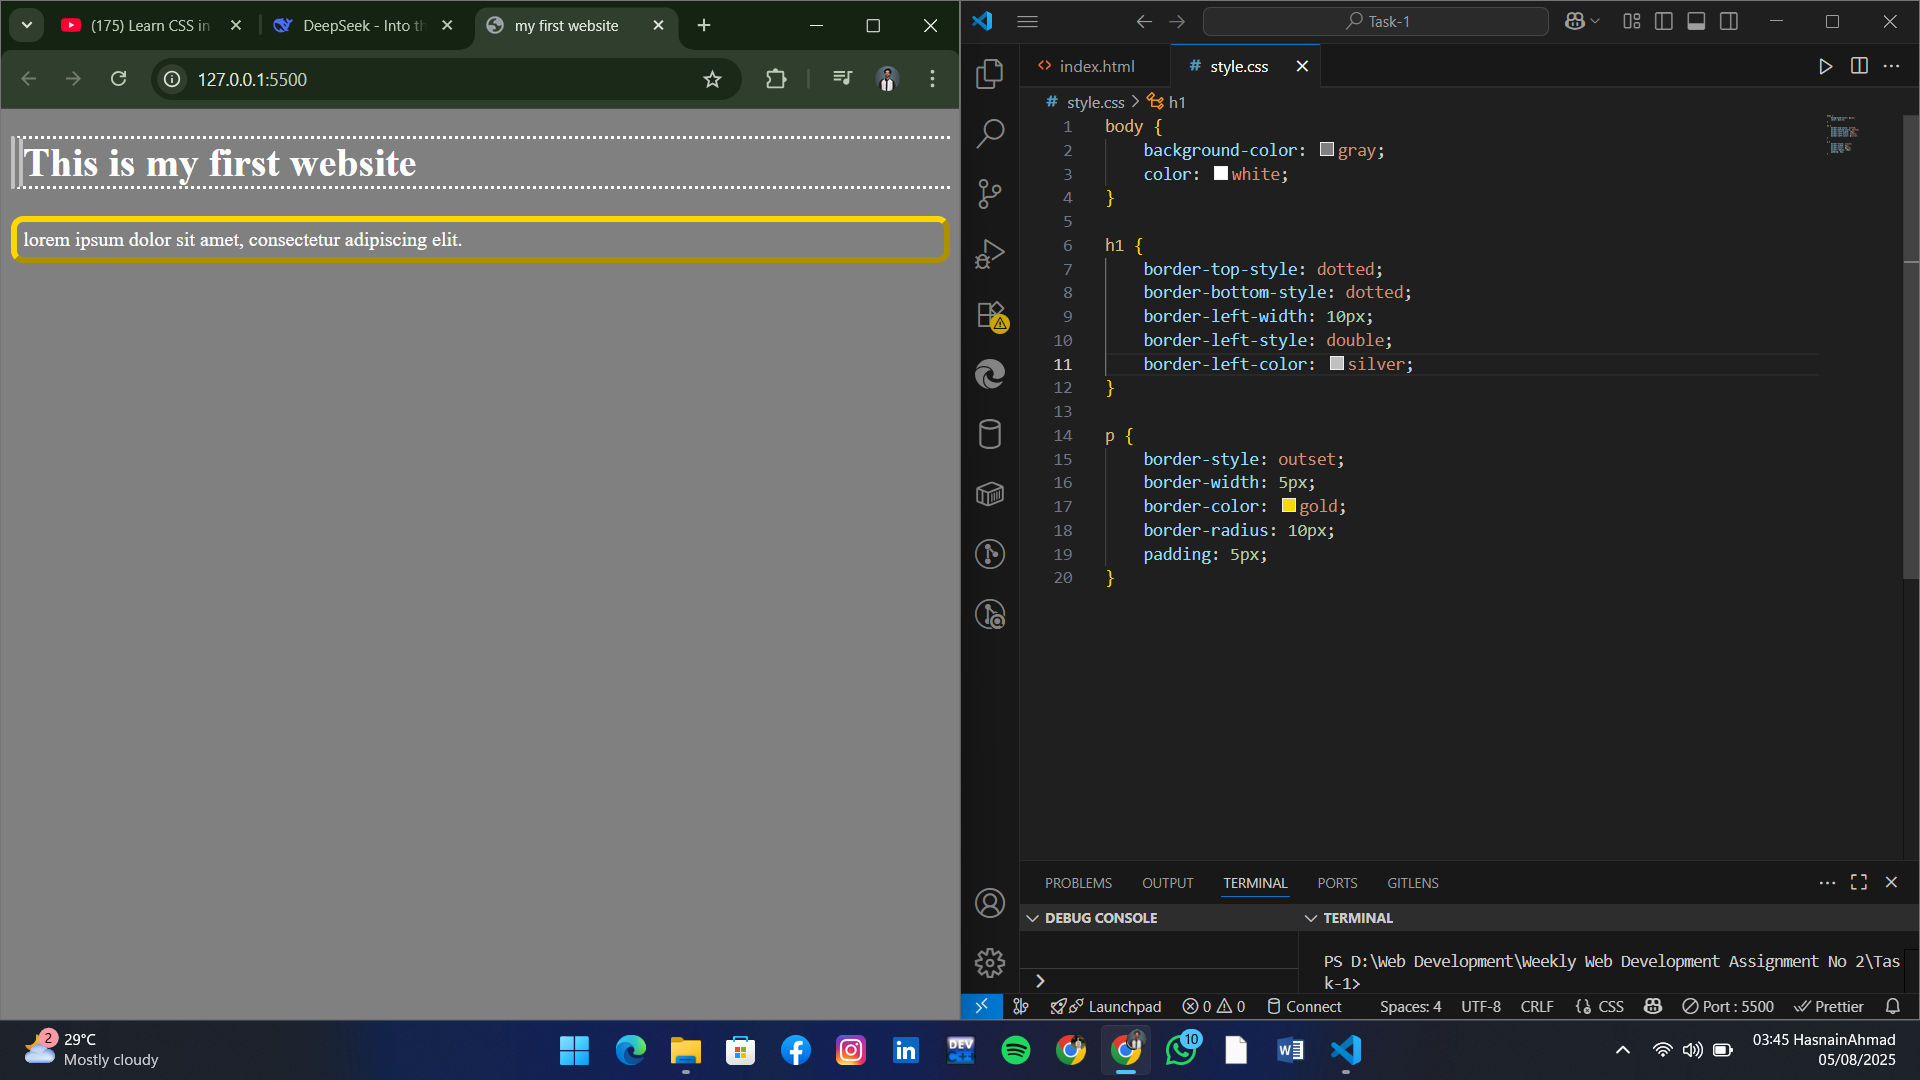 (175) Learn CSS in
DeepSeek - Into th
my first website
127.0.0.1:5500
This is my first website
lorem ipsum dolor sit amet, consectetur adipiscing elit.
Task-1
index.html
# style.css
# style.css > h1
1 body {
2 background-color: gray;
3 color: white;
4 }
5
6 h1 {
7 border-top-style: dotted;
8 border-bottom-style: dotted;
9 border-left-width: 10px;
10 border-left-style: double;
11 border-left-color: silver;
12 }
13
14 p {
15 border-style: outset;
16 border-width: 5px;
17 border-color: gold;
18 border-radius: 10px;
19 padding: 5px;
20 }
PROBLEMS OUTPUT TERMINAL PORTS GITLENS
DEBUG CONSOLE
TERMINAL
PS D:\Web Development\Weekly Web Development Assignment No 2\Tas
k-1>
Launchpad 0 0 Connect Spaces: 4 UTF-8 CRLF {} CSS Port : 5500 Prettier
2
29°C
Mostly cloudy
DEV
10
03:45 HasnainAhmad
05/08/2025